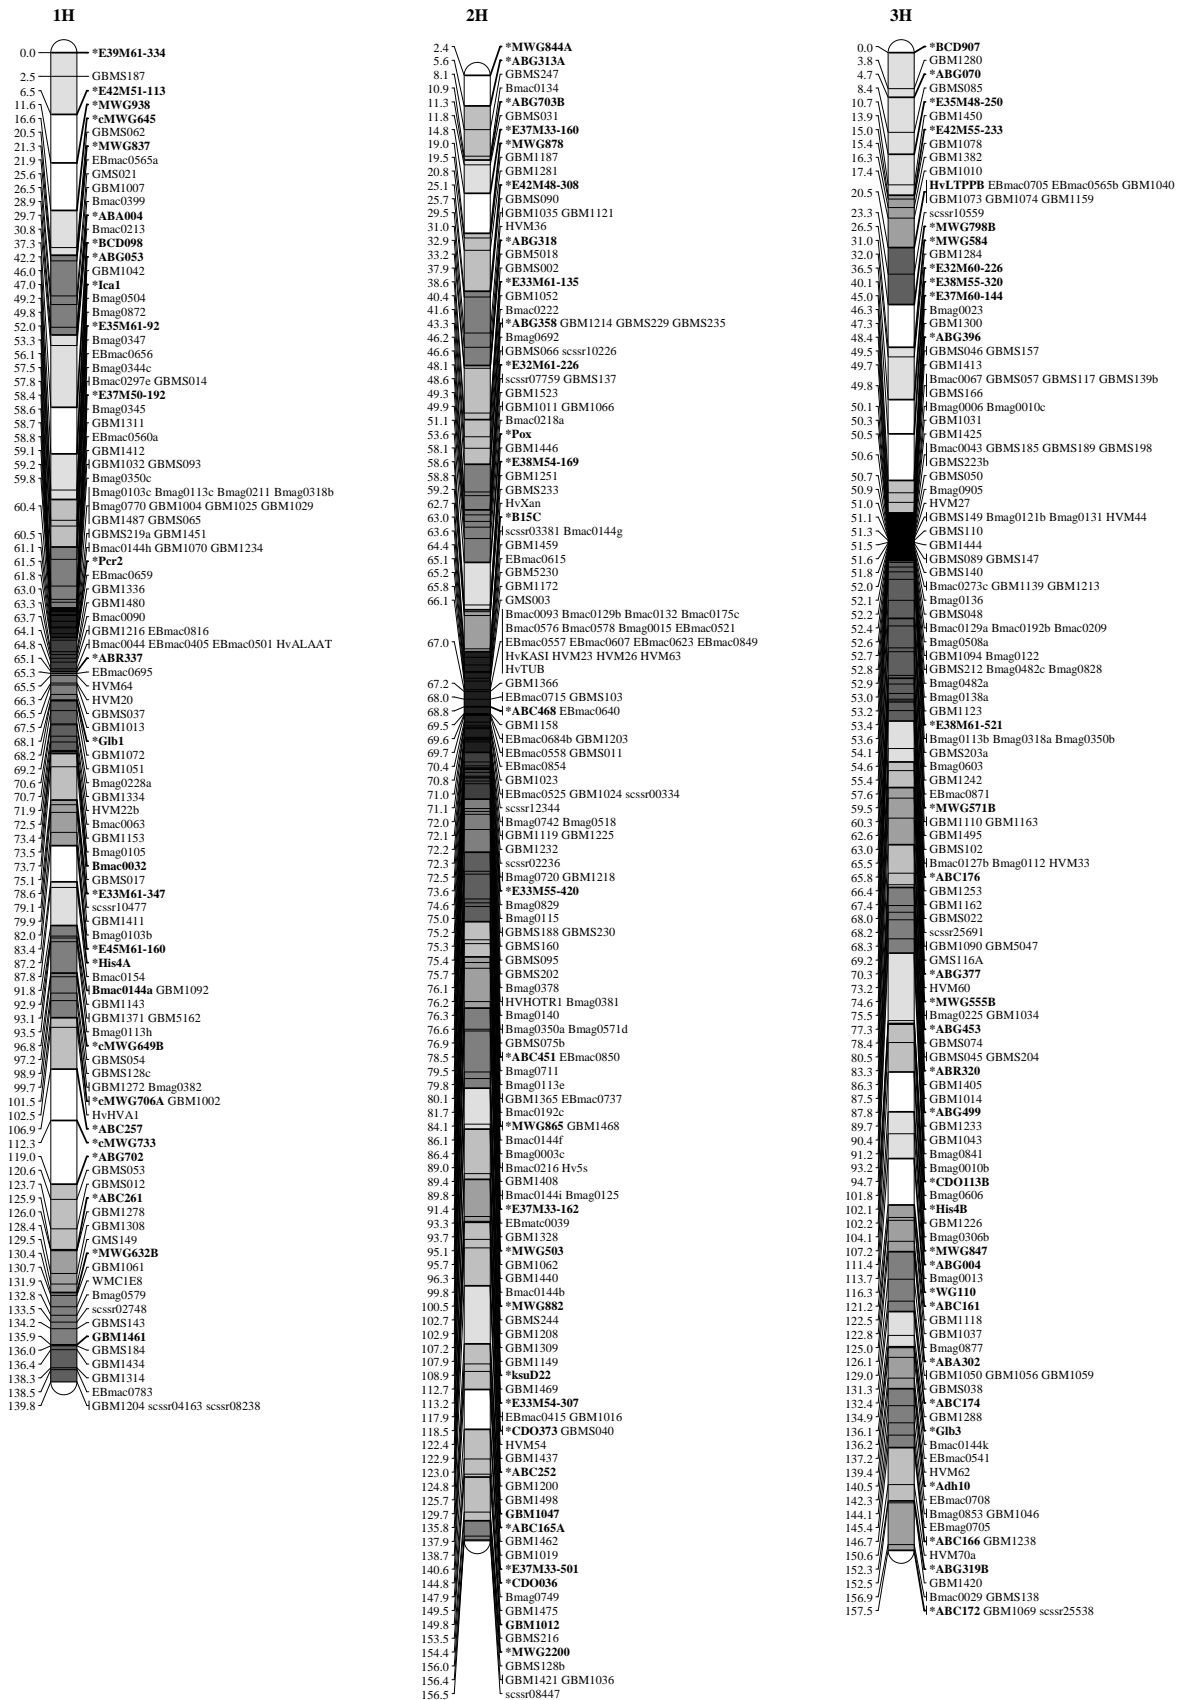 1H
0.0 *E39M61-334
2.5 GBMS187
6.5 *E42M51-113
11.6 *MWG938
16.6 *cMWG645
20.5 GBMS062
21.3 *MWG837
21.9 EBmac0565a
25.6 GMS021
26.5 GBM1007
28.9 Bmac0399
29.7 *ABA004
30.8 Bmac0213
37.3 *BCD098
42.2 *ABG053
46.0 GBM1042
47.0 *Ica1
49.2 Bmag0504
49.8 Bmag0872
52.0 *E35M61-92
53.3 Bmag0347
56.1 EBmac0656
57.5 Bmag0344c
57.8 Bmac0297e GBMS014
58.4 *E37M50-192
58.6 Bmag0345
58.7 GBM1311
58.8 EBmac0560a
59.1 GBM1412
59.2 GBM1032 GBMS093
59.8 Bmag0350c
Bmag0103c Bmag0113c Bmag0211 Bmag0318b
60.4 Bmag0770 GBM1004 GBM1025 GBM1029
GBM1487 GBMS065
60.5 GBMS219a GBM1451
61.1 Bmac0144h GBM1070 GBM1234
61.5 *Pcr2
61.8 EBmac0659
63.0 GBM1336
63.3 GBM1480
63.7 Bmac0090
64.1 GBM1216 EBmac0816
64.8 Bmac0044 EBmac0405 EBmac0501 HvALAAT
65.1 *ABR337
65.3 EBmac0695
65.5 HVM64
66.3 HVM20
66.5 GBMS037
67.5 GBM1013
68.1 *Glb1
68.2 GBM1072
69.2 GBM1051
70.6 Bmag0228a
70.7 GBM1334
71.9 HVM22b
72.5 Bmac0063
73.4 GBM1153
73.5 Bmag0105
73.7 Bmac0032
75.1 GBMS017
78.6 *E33M61-347
79.1 scssr10477
79.9 GBM1411
82.0 Bmag0103b
83.4 *E45M61-160
87.2 *His4A
87.8 Bmac0154
91.8 Bmac0144a GBM1092
92.9 GBM1143
93.1 GBM1371 GBM5162
93.5 Bmag0113h
96.8 *cMWG649B
97.2 GBMS054
98.9 GBMS128c
99.7 GBM1272 Bmag0382
101.5 *cMWG706A GBM1002
102.5 HvHVA1
106.9 *ABC257
112.3 *cMWG733
119.0 *ABG702
120.6 GBMS053
123.7 GBMS012
125.9 *ABC261
126.0 GBM1278
128.4 GBM1308
129.5 GMS149
130.4 *MWG632B
130.7 GBM1061
131.9 WMC1E8
132.8 Bmag0579
133.5 scssr02748
134.2 GBMS143
135.9 GBM1461
136.0 GBMS184
136.4 GBM1434
138.3 GBM1314
138.5 EBmac0783
139.8 GBM1204 scssr04163 scssr08238
2H
2.4 *MWG844A
5.6 *ABG313A
8.1 GBMS247
10.9 Bmac0134
11.3 *ABG703B
11.8 GBMS031
14.8 *E37M33-160
19.0 *MWG878
19.5 GBM1187
20.8 GBM1281
25.1 *E42M48-308
25.7 GBMS090
29.5 GBM1035 GBM1121
31.0 HVM36
32.9 *ABG318
33.2 GBM5018
37.9 GBMS002
38.6 *E33M61-135
40.4 GBM1052
41.6 Bmac0222
43.3 *ABG358 GBM1214 GBMS229 GBMS235
46.2 Bmag0692
46.6 GBMS066 scssr10226
48.1 *E32M61-226
48.6 scssr07759 GBMS137
49.3 GBM1523
49.9 GBM1011 GBM1066
51.1 Bmac0218a
53.6 *Pox
58.1 GBM1446
58.6 *E38M54-169
58.8 GBM1251
59.2 GBMS233
62.7 HvXan
63.0 *B15C
63.6 scssr03381 Bmac0144g
64.4 GBM1459
65.1 EBmac0615
65.2 GBM5230
65.8 GBM1172
66.1 GMS003
Bmac0093 Bmac0129b Bmac0132 Bmac0175c
Bmac0576 Bmac0578 Bmag0015 EBmac0521
67.0 EBmac0557 EBmac0607 EBmac0623 EBmac0849
HvKASI HVM23 HVM26 HVM63
HvTUB
67.2 GBM1366
68.0 EBmac0715 GBMS103
68.8 *ABC468 EBmac0640
69.5 GBM1158
69.6 EBmac0684b GBM1203
69.7 EBmac0558 GBMS011
70.4 EBmac0854
70.8 GBM1023
71.0 EBmac0525 GBM1024 scssr00334
71.1 scssr12344
72.0 Bmag0742 Bmag0518
72.1 GBM1119 GBM1225
72.2 GBM1232
72.3 scssr02236
72.5 Bmag0720 GBM1218
73.6 *E33M55-420
74.6 Bmag0829
75.0 Bmag0115
75.2 GBMS188 GBMS230
75.3 GBMS160
75.4 GBMS095
75.7 GBMS202
76.1 Bmag0378
76.2 HVHOTR1 Bmag0381
76.3 Bmag0140
76.6 Bmag0350a Bmag0571d
76.9 GBMS075b
78.5 *ABC451 EBmac0850
79.5 Bmag0711
79.8 Bmag0113e
80.1 GBM1365 EBmac0737
81.7 Bmac0192c
84.1 *MWG865 GBM1468
86.1 Bmac0144f
86.4 Bmag0003c
89.0 Bmac0216 Hv5s
89.4 GBM1408
89.8 Bmac0144i Bmag0125
91.4 *E37M33-162
93.3 EBmatc0039
93.7 GBM1328
95.1 *MWG503
95.7 GBM1062
96.3 GBM1440
99.8 Bmac0144b
100.5 *MWG882
102.7 GBMS244
102.9 GBM1208
107.2 GBM1309
107.9 GBM1149
108.9 *ksuD22
112.7 GBM1469
113.2 *E33M54-307
117.9 EBmac0415 GBM1016
118.5 *CDO373 GBMS040
122.4 HVM54
122.9 GBM1437
123.0 *ABC252
124.8 GBM1200
125.7 GBM1498
129.7 GBM1047
135.8 *ABC165A
137.9 GBM1462
138.7 GBM1019
140.6 *E37M33-501
144.8 *CDO036
147.9 Bmag0749
149.5 GBM1475
149.8 GBM1012
153.5 GBMS216
154.4 *MWG2200
156.0 GBMS128b
156.4 GBM1421 GBM1036
156.5 scssr08447
3H
0.0 *BCD907
3.8 GBM1280
4.7 *ABG070
8.4 GBMS085
10.7 *E35M48-250
13.9 GBM1450
15.0 *E42M55-233
15.4 GBM1078
16.3 GBM1382
17.4 GBM1010
HvLTPPB EBmac0705 EBmac0565b GBM1040
20.5 GBM1073 GBM1074 GBM1159
23.3 scssr10559
26.5 *MWG798B
31.0 *MWG584
32.0 GBM1284
36.5 *E32M60-226
40.1 *E38M55-320
45.0 *E37M60-144
46.3 Bmag0023
47.3 GBM1300
48.4 *ABG396
49.5 GBMS046 GBMS157
49.7 GBM1413
49.8 Bmac0067 GBMS057 GBMS117 GBMS139b
GBMS166
50.1 Bmag0006 Bmag0010c
50.3 GBM1031
50.5 GBM1425
50.6 Bmac0043 GBMS185 GBMS189 GBMS198
GBMS223b
50.7 GBMS050
50.9 Bmag0905
51.0 HVM27
51.1 GBMS149 Bmag0121b Bmag0131 HVM44
51.3 GBMS110
51.5 GBM1444
51.6 GBMS089 GBMS147
51.8 GBMS140
52.0 Bmac0273c GBM1139 GBM1213
52.1 Bmag0136
52.2 GBMS048
52.4 Bmac0129a Bmac0192b Bmac0209
52.6 Bmag0508a
52.7 GBM1094 Bmag0122
52.8 GBMS212 Bmag0482c Bmag0828
52.9 Bmag0482a
53.0 Bmag0138a
53.2 GBM1123
53.4 *E38M61-521
53.6 Bmag0113b Bmag0318a Bmag0350b
54.1 GBMS203a
54.6 Bmag0603
55.4 GBM1242
57.6 EBmac0871
59.5 *MWG571B
60.3 GBM1110 GBM1163
62.6 GBM1495
63.0 GBMS102
65.5 Bmac0127b Bmag0112 HVM33
65.8 *ABC176
66.4 GBM1253
67.4 GBM1162
68.0 GBMS022
68.2 scssr25691
68.3 GBM1090 GBM5047
69.2 GMS116A
70.3 *ABG377
73.2 HVM60
74.6 *MWG555B
75.5 Bmag0225 GBM1034
77.3 *ABG453
78.4 GBMS074
80.5 GBMS045 GBMS204
83.3 *ABR320
86.3 GBM1405
87.5 GBM1014
87.8 *ABG499
89.7 GBM1233
90.4 GBM1043
91.2 Bmag0841
93.2 Bmag0010b
94.7 *CDO113B
101.8 Bmag0606
102.1 *His4B
102.2 GBM1226
104.1 Bmag0306b
107.2 *MWG847
111.4 *ABG004
113.7 Bmag0013
116.3 *WG110
121.2 *ABC161
122.5 GBM1118
122.8 GBM1037
125.0 Bmag0877
126.1 *ABA302
129.0 GBM1050 GBM1056 GBM1059
131.3 GBMS038
132.4 *ABC174
134.9 GBM1288
136.1 *Glb3
136.2 Bmac0144k
137.2 EBmac0541
139.4 HVM62
140.5 *Adh10
142.3 EBmac0708
144.1 Bmag0853 GBM1046
145.4 EBmag0705
146.7 *ABC166 GBM1238
150.6 HVM70a
152.3 *ABG319B
152.5 GBM1420
156.9 Bmac0029 GBMS138
157.5 *ABC172 GBM1069 scssr25538